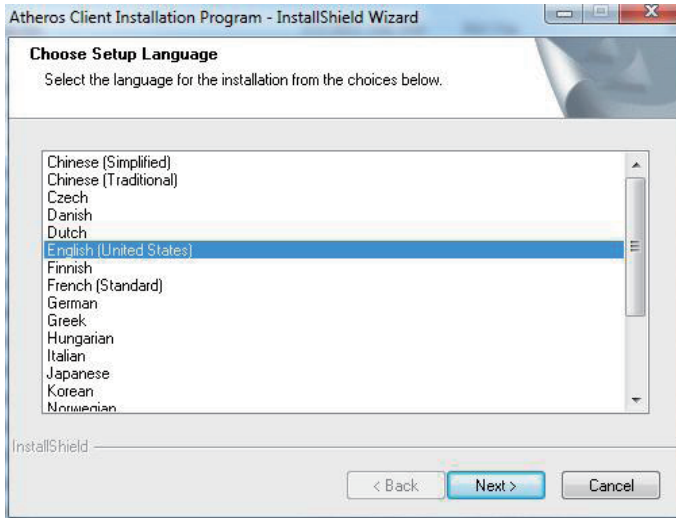 Atheros Client Installation Program - InstallShield Wizard
Choose Setup Language
Select the language for the installation from the choices below.
Chinese (Simplified)
Chinese (Traditional)
Czech
Danish
Dutch
English (United States)
Finnish
French (Standard)
German
Greek
Hungarian
Italian
Japanese
Korean
Norwegian
InstallShield
< Back
Next >
Cancel